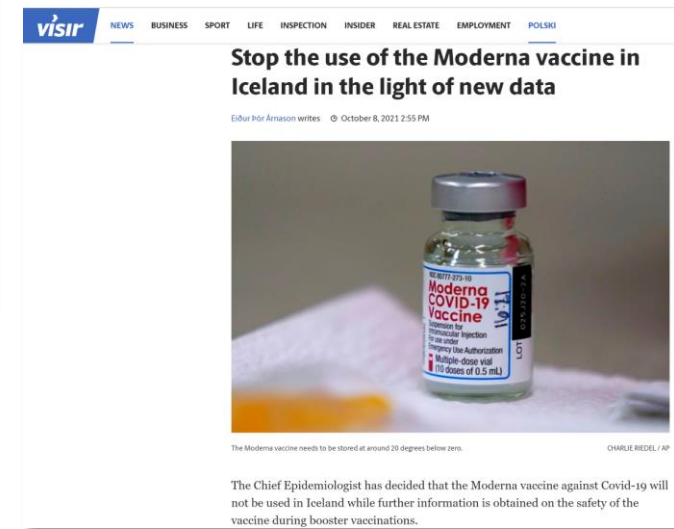 vísir NEWS BUSINESS SPORT LIFE INSPECTION INSIDER REAL ESTATE EMPLOYMENT POLSKI
Stop the use of the Moderna vaccine in
Iceland in the light of new data
Eiður Þór Árnason writes October 8, 2021 2:55 PM
Moderna
COVID-19
Vaccine
Suspension for
Intramuscular Injection
For use under
Emergency Use Authorization
Multiple-dose vial
(10 doses of 0.5 mL)
LOT 025J20-2A
The Moderna vaccine needs to be stored at around 20 degrees below zero. CHARLIE RIEDEL / AP
The Chief Epidemiologist has decided that the Moderna vaccine against Covid-19 will
not be used in Iceland while further information is obtained on the safety of the
vaccine during booster vaccinations.